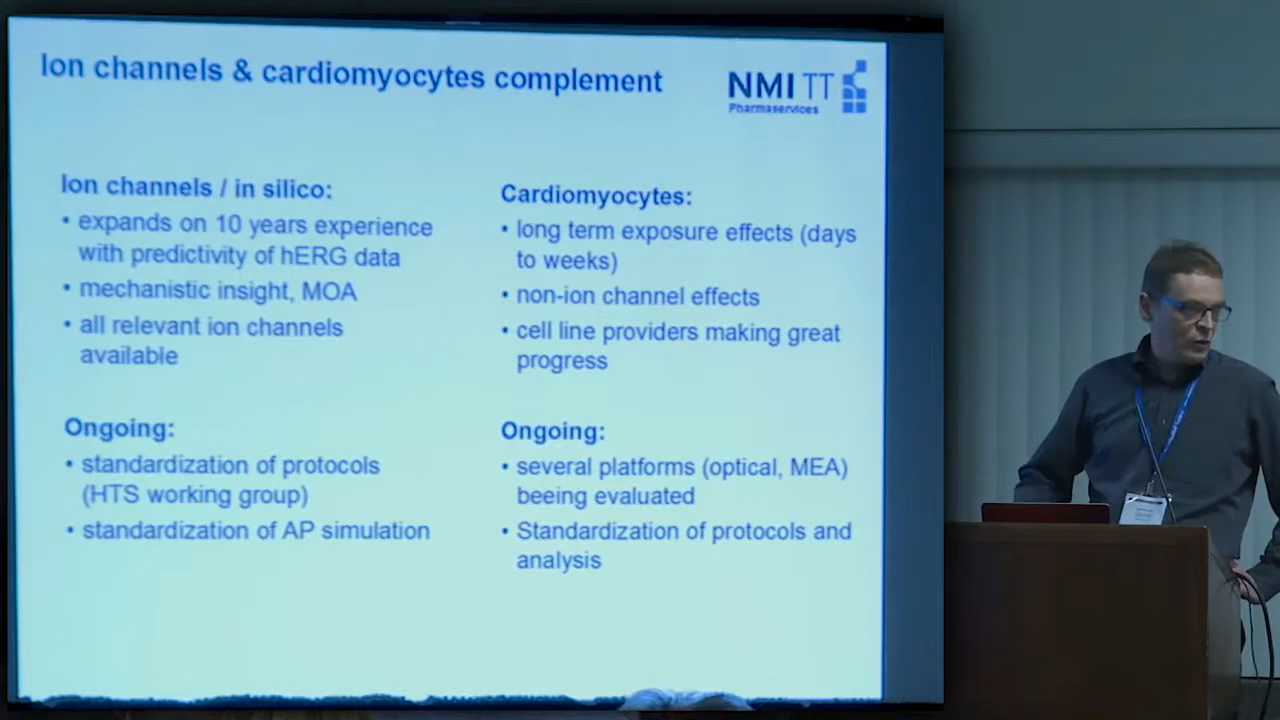 Ion channels & cardiomyocytes complement
NMI TT
Pharmaservices
Ion channels / in silico:
• expands on 10 years experience
with predictivity of hERG data
• mechanistic insight, MOA
• all relevant ion channels
available
Ongoing:
• standardization of protocols
(HTS working group)
• standardization of AP simulation
Cardiomyocytes:
• long term exposure effects (days
to weeks)
• non-ion channel effects
• cell line providers making great
progress
Ongoing:
• several platforms (optical, MEA)
beeing evaluated
• Standardization of protocols and
analysis